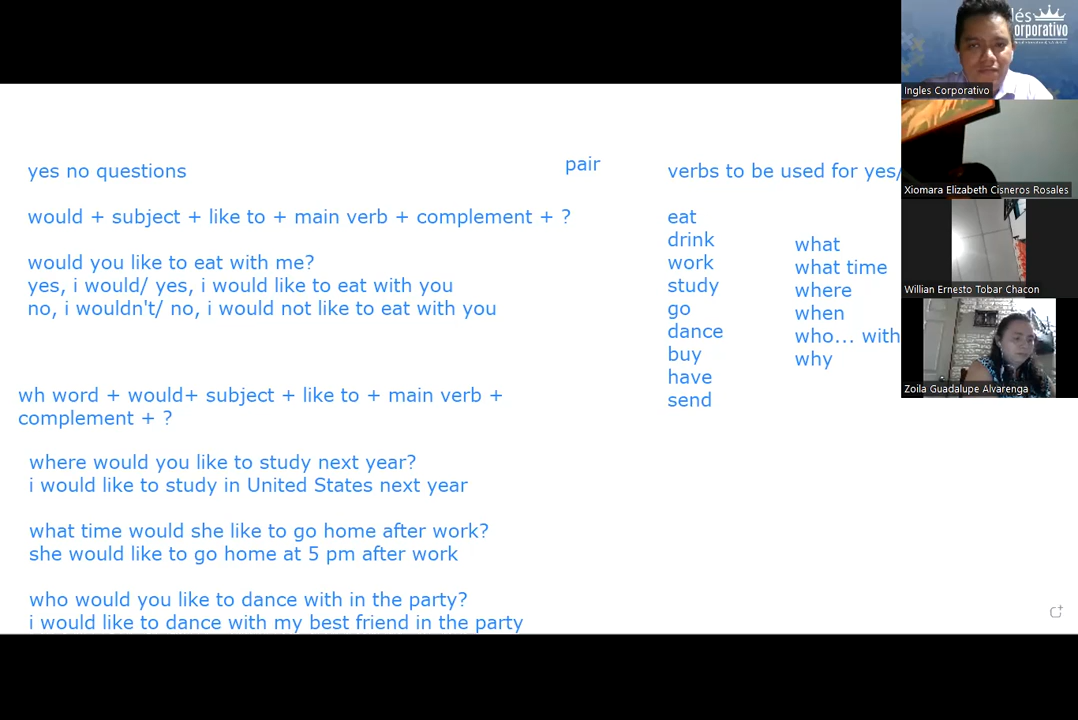 yes no questions
would + subject + like to + main verb + complement + ?
would you like to eat with me?
yes, i would/ yes, i would like to eat with you
no, i wouldn't/ no, i would not like to eat with you
wh word + would+ subject + like to + main verb +
complement + ?
where would you like to study next year?
i would like to study in United States next year
what time would she like to go home after work?
she would like to go home at 5 pm after work
who would you like to dance with in the party?
i would like to dance with my best friend in the party
pair
verbs to be used for yes/
eat
drink
work
study
go
dance
buy
have
send
what
what time
where
when
who... with
why
lés
orporativo
Ingles Corporativo
Xiomara Elizabeth Cisneros Rosales
Willian Ernesto Tobar Chacon
Zoila Guadalupe Alvarenga